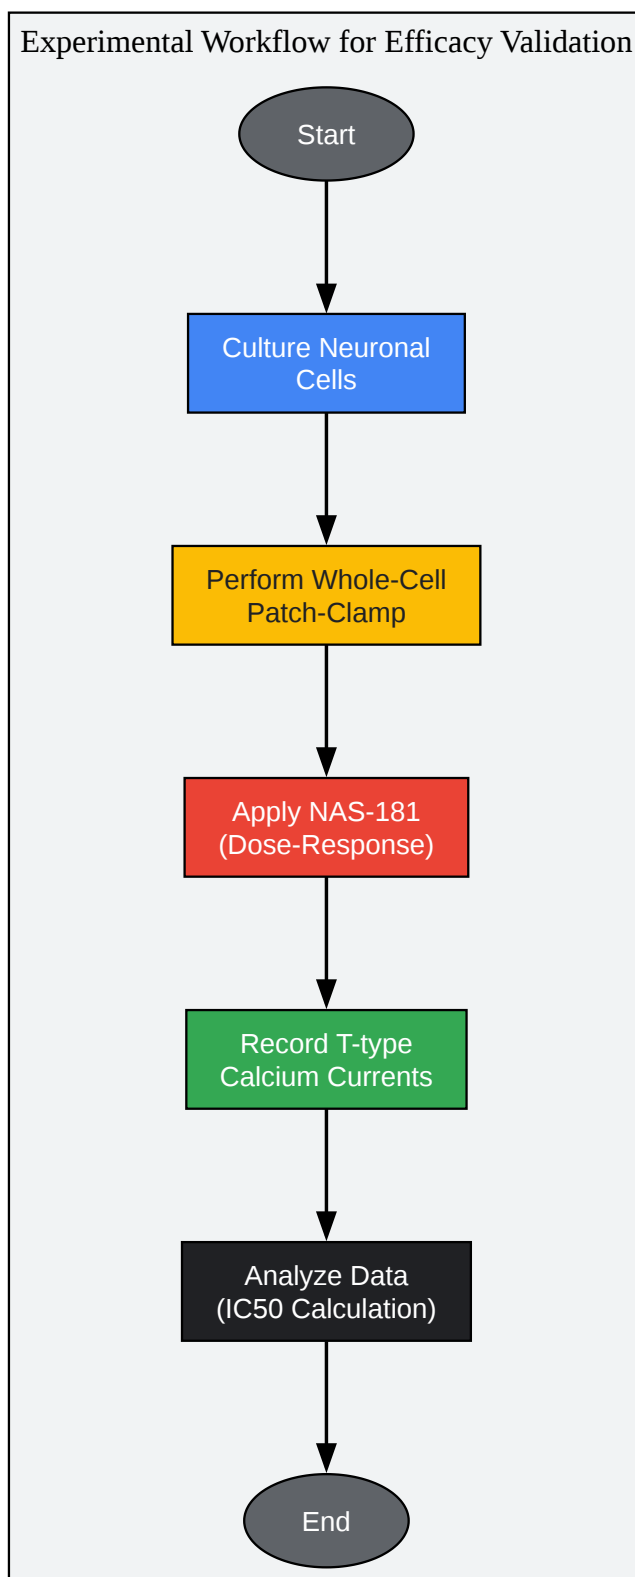 Experimental Workflow for Efficacy Validation
Start
Culture Neuronal
Cells
Perform Whole-Cell
Patch-Clamp
Apply NAS-181
(Dose-Response)
Record T-type
Calcium Currents
Analyze Data
(IC50 Calculation)
End